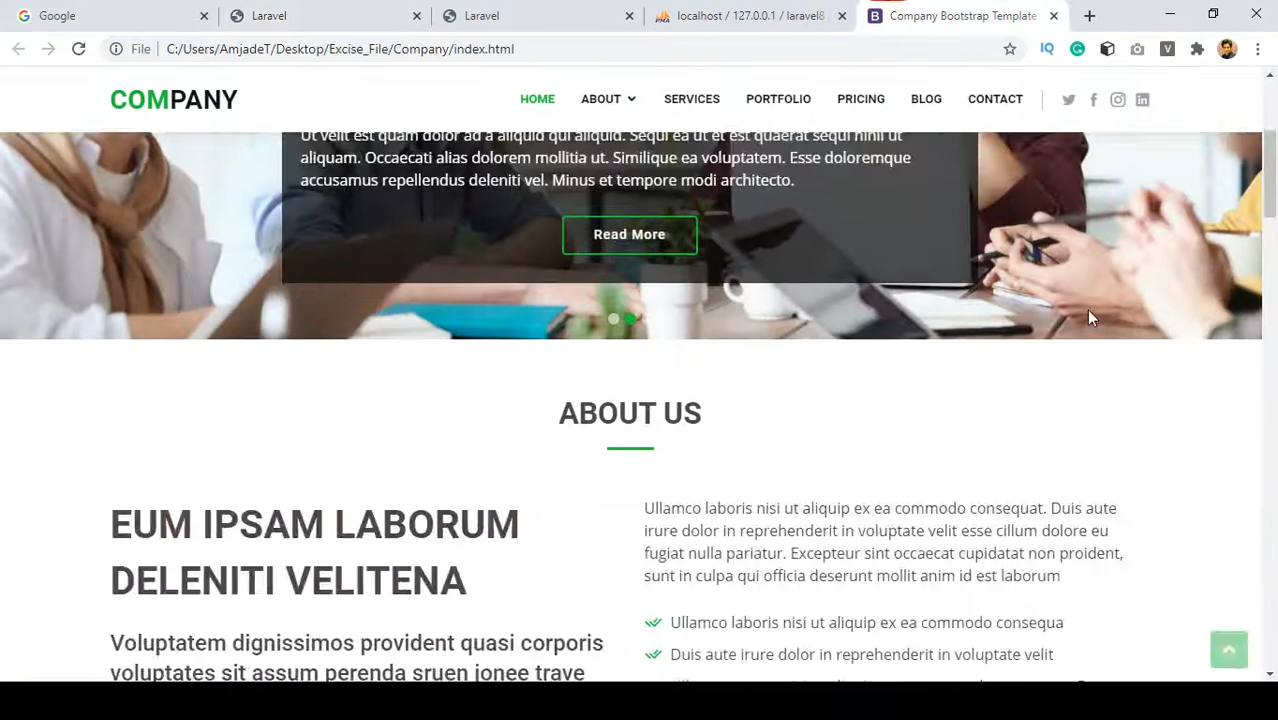 Google
Laravel
Laravel
localhost / 127.0.0.1 / laravel8
Company Bootstrap Template
File
C:/Users/AmjadeT/Desktop/Excise_File/Company/index.html
IQ
COMPANY
HOME
ABOUT
SERVICES
PORTFOLIO
PRICING
BLOG
CONTACT
Ut velit est quam dolor ad a aliquid qui aliquid. Sequi ea ut et est quaerat sequi nihil ut
aliquam. Occaecati alias dolorem mollitia ut. Similique ea voluptatem. Esse doloremque
accusamus repellendus deleniti vel. Minus et tempore modi architecto.
Read More
ABOUT US
EUM IPSAM LABORUM
DELENITI VELITENA
Voluptatem dignissimos provident quasi corporis
voluptates sit assum perenda sruen jonee trave
Ullamco laboris nisi ut aliquip ex ea commodo consequat. Duis aute
irure dolor in reprehenderit in voluptate velit esse cillum dolore eu
fugiat nulla pariatur. Excepteur sint occaecat cupidatat non proident,
sunt in culpa qui officia deserunt mollit anim id est laborum
Ullamco laboris nisi ut aliquip ex ea commodo consequa
Duis aute irure dolor in reprehenderit in voluptate velit